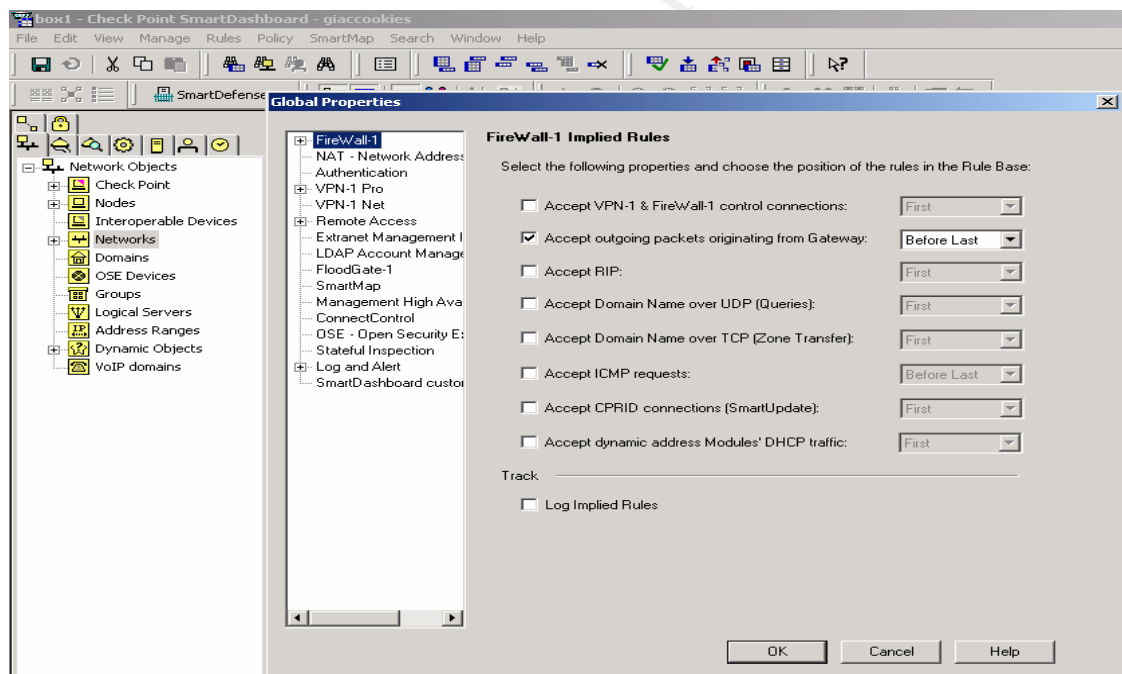 box1 - Check Point SmartDashboard - giaccookies
File Edit View Manage Rules Policy SmartMap Search Window Help
SmartDefense
Global Properties
Network Objects
Check Point
Nodes
Interoperable Devices
Networks
Domains
OSE Devices
Groups
Logical Servers
Address Ranges
Dynamic Objects
VoIP domains
FireWall-1
NAT - Network Address
Authentication
VPN-1 Pro
VPN-1 Net
Remote Access
Extranet Management I
LDAP Account Manage
FloodGate-1
SmartMap
Management High Ava
ConnectControl
OSE - Open Security E
Stateful Inspection
Log and Alert
SmartDashboard custo
FireWall-1 Implied Rules
Select the following properties and choose the position of the rules in the Rule Base:
Accept VPN-1 & FireWall-1 control connections: First
Accept outgoing packets originating from Gateway: Before Last
Accept RIP: First
Accept Domain Name over UDP (Queries): First
Accept Domain Name over TCP (Zone Transfer): First
Accept ICMP requests: Before Last
Accept CPRID connections (SmartUpdate): First
Accept dynamic address Modules' DHCP traffic: First
Track
Log Implied Rules
OK Cancel Help